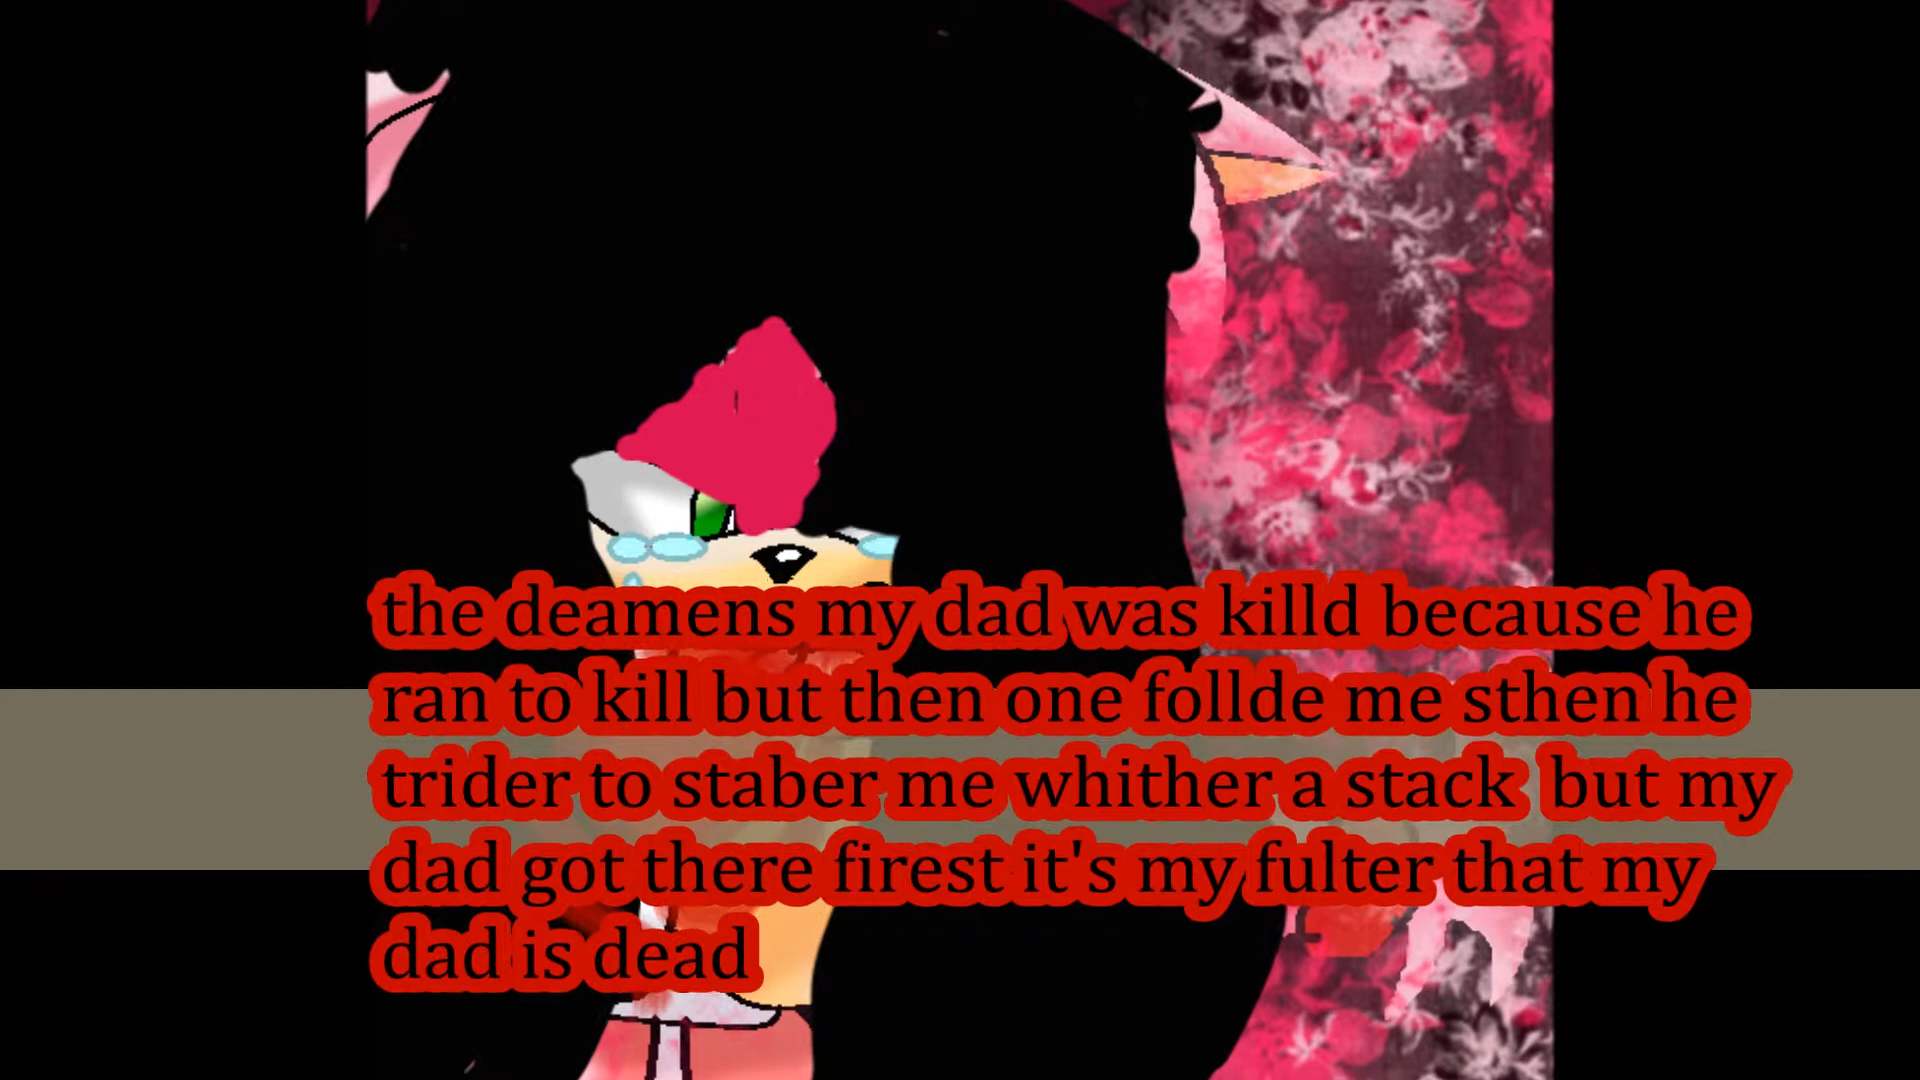 the deamens my dad was killd because he
ran to kill but then one follde me sthen he
trider to staber me whither a stack but my
dad got there firest it's my fulter that my
dad is dead